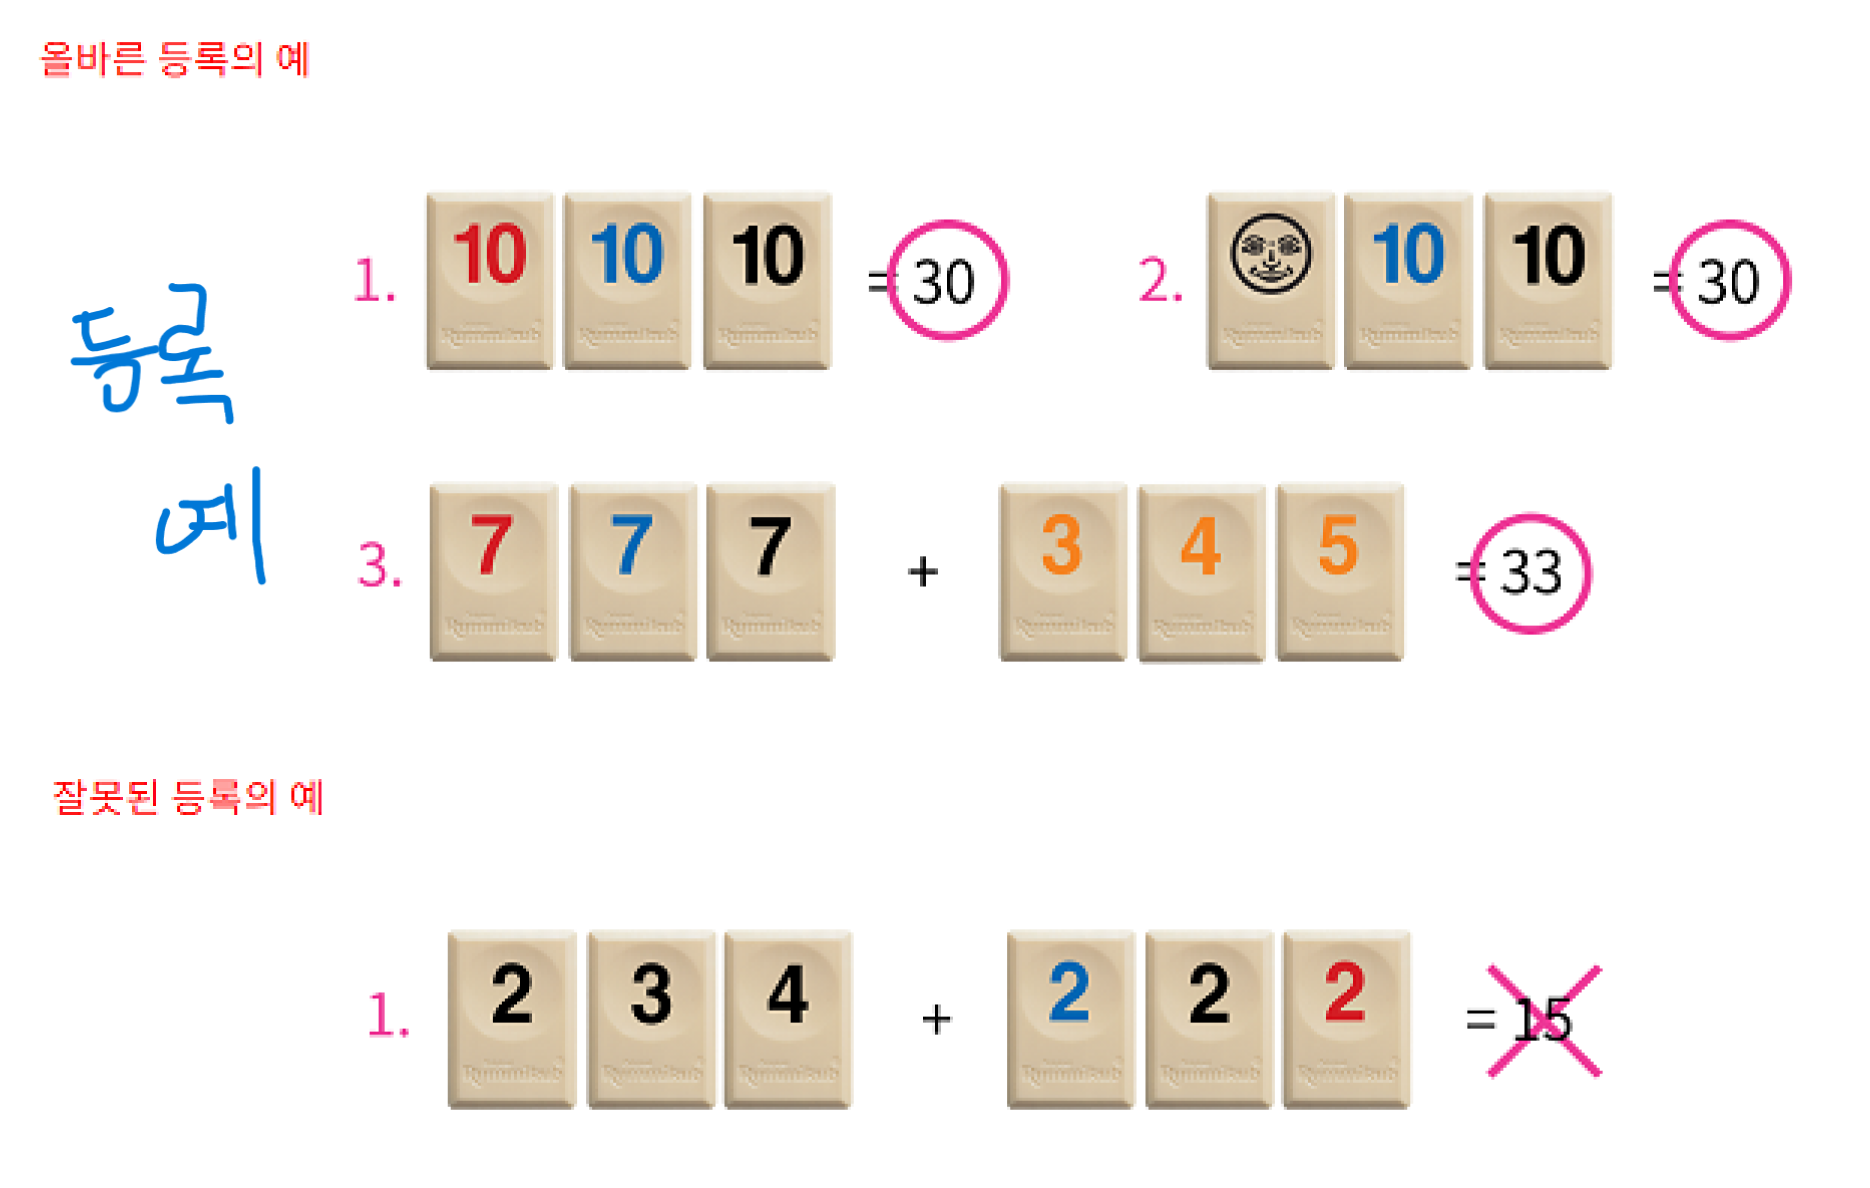 올바른 등록의 예
1. 10 10 10 = 30
2. 10 10 = 30
등록
예
3. 7 7 7 + 3 4 5 = 33
잘못된 등록의 예
1. 2 3 4 + 2 2 2 = 15